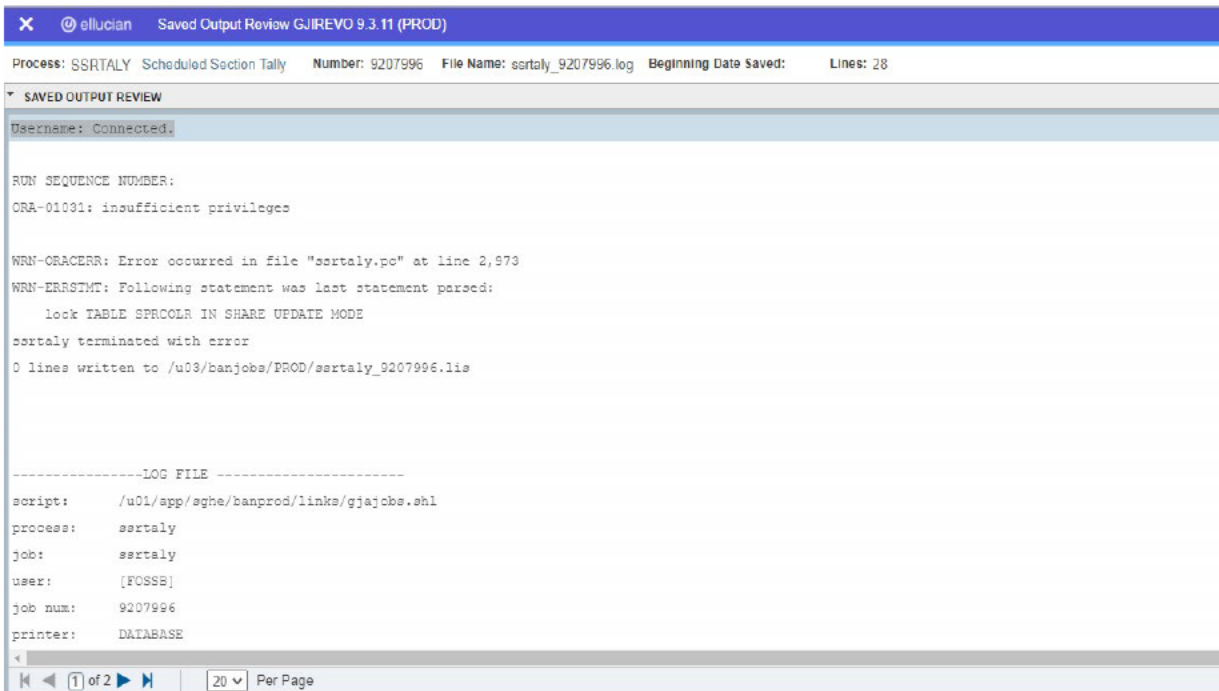 ✕ ellucian Saved Output Review GJIREVO 9.3.11 (PROD)
Process: SSRTALY Scheduled Section Tally Number: 9207996 File Name: ssrtaly_9207996.log Beginning Date Saved: Lines: 28
SAVED OUTPUT REVIEW
Username: Connected.
RUN SEQUENCE NUMBER:
ORA-01031: insufficient privileges
WRN-ORACERR: Error occurred in file "ssrtaly.pc" at line 2,973
WRN-ERRSTMT: Following statement was last statement parsed:
lock TABLE SPRCOLR IN SHARE UPDATE MODE
ssrtaly terminated with error
0 lines written to /u03/banjobs/PROD/ssrtaly_9207996.lis
----------------LOG FILE -----------------------
script: /u01/app/sghe/banprod/links/gjajobs.shl
process: ssrtaly
job: ssrtaly
user: [FOSSB]
job num: 9207996
printer: DATABASE
1 of 2 20 Per Page